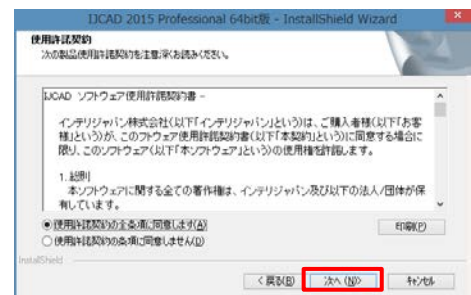 IJCAD 2015 Professional 64bit版 - InstallShield Wizard
使用許諾契約
次の製品使用許諾契約を注意深くお読みください。
IJCAD ソフトウェア使用許諾契約書 -
インテリジャパン株式会社(以下「インテリジャパン」という)は、ご購入者様(以下「お客
様」という)が、このフトウェア使用許諾契約書(以下「本契約」という)に同意する場合に
限り、このソフトウェア(以下「本ソフトウェア」という)の使用権を許諾します。
1. 総則
本ソフトウェアに関する全ての著作権は、インテリジャパン及び以下の法人/団体が保
有しています。
使用許諾契約の全条項に同意します(A)
印刷(P)
使用許諾契約の条項に同意しません(D)
InstallShield
< 戻る(B)
次へ(N) >
キャンセル